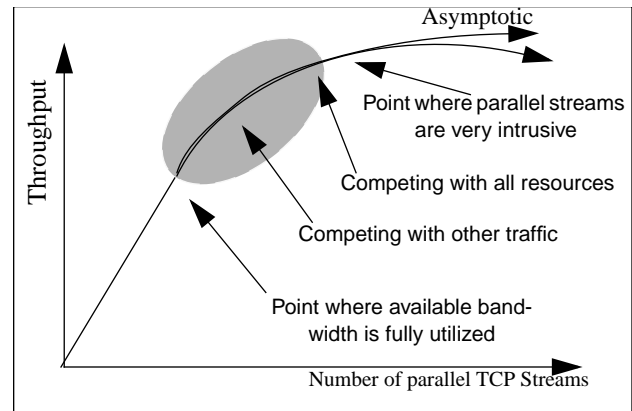 Asymptotic
Throughput
Point where parallel streams
are very intrusive
Competing with all resources
Competing with other traffic
Point where available band-
width is fully utilized
Number of parallel TCP Streams